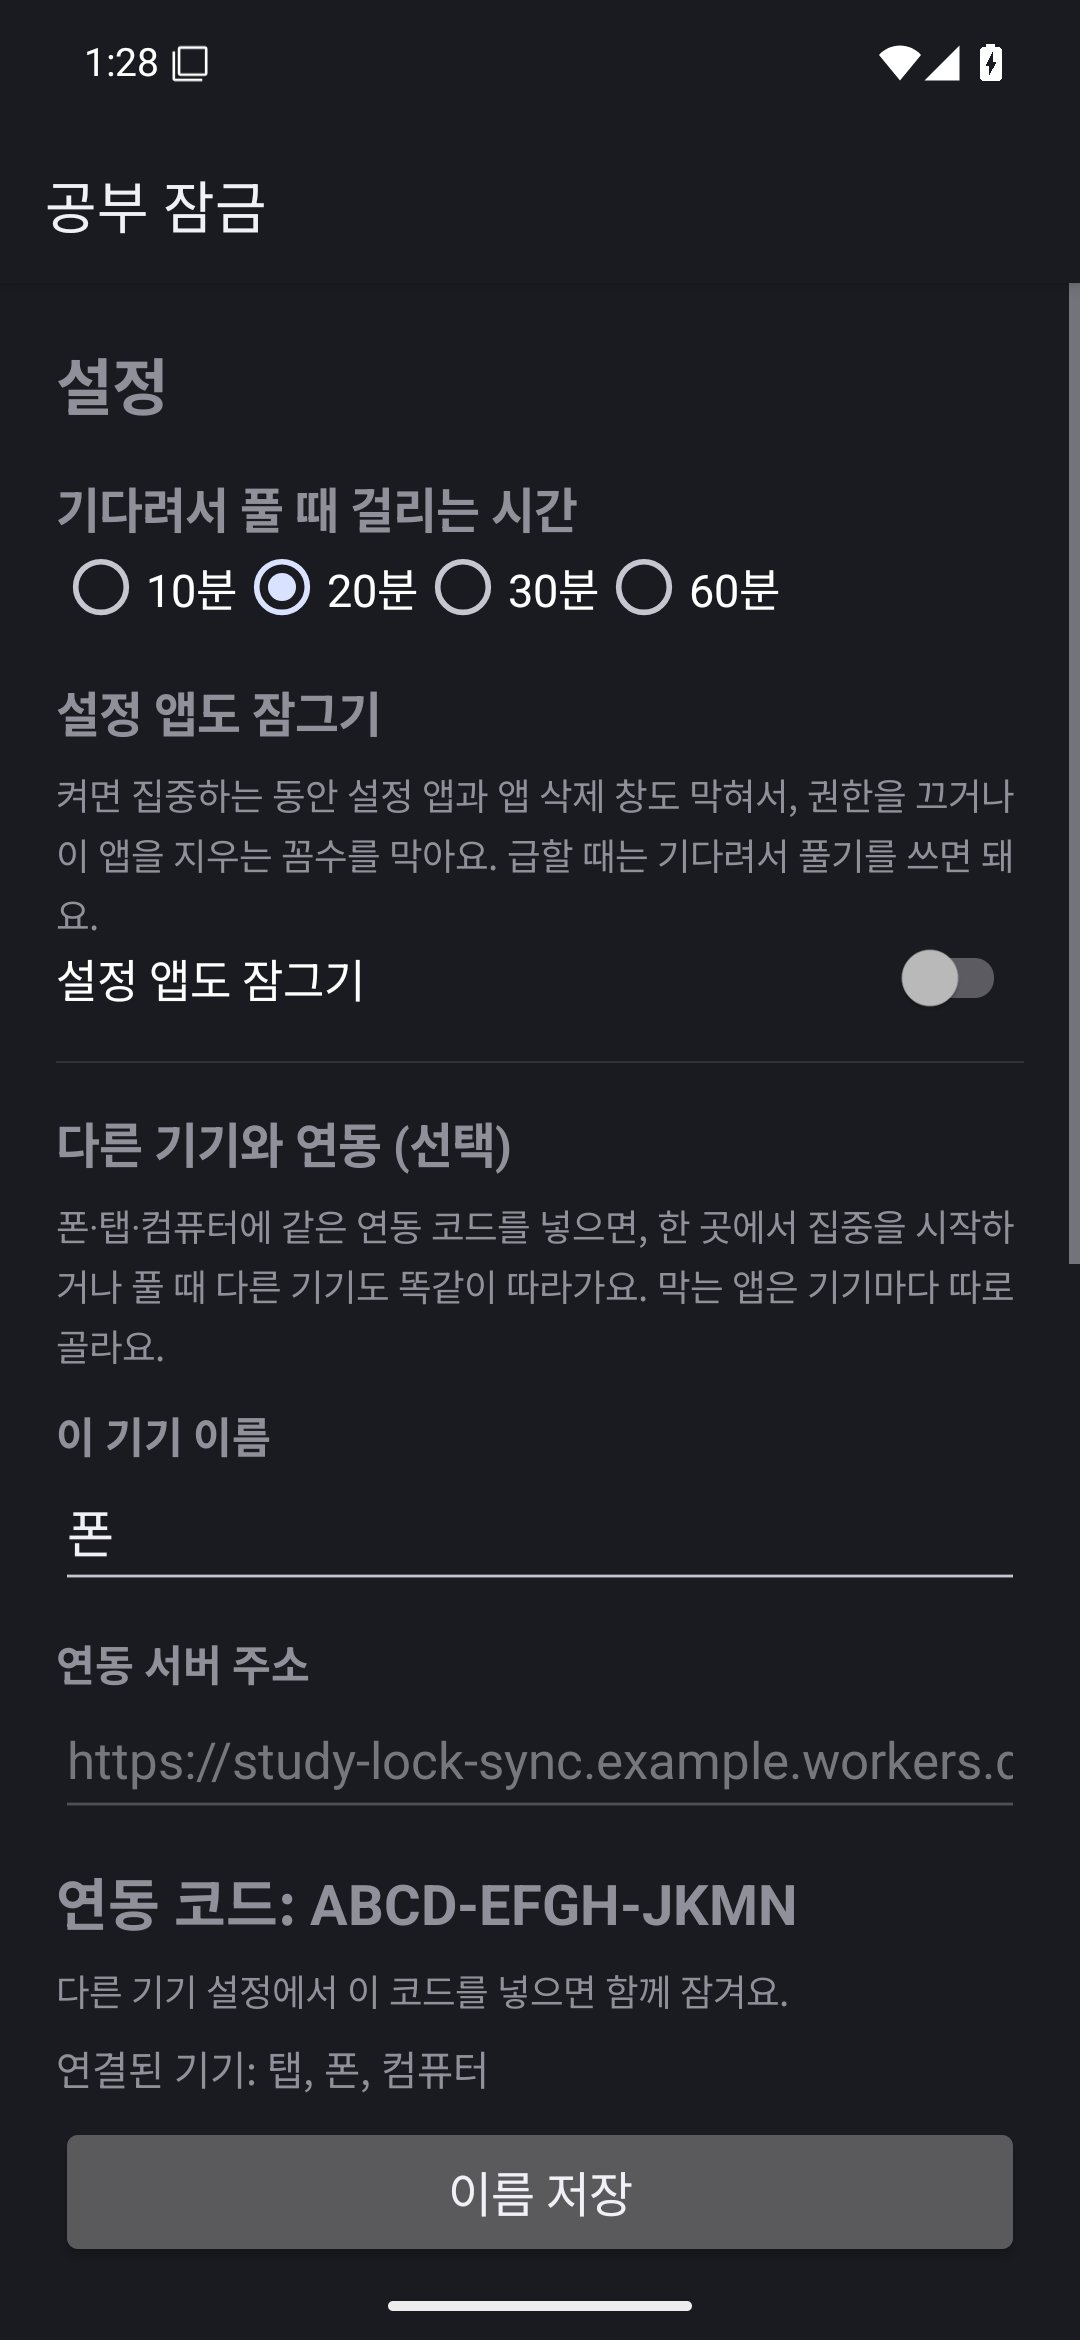 1:28
공부 잠금
설정
기다려서 풀 때 걸리는 시간
10분 20분 30분 60분
설정 앱도 잠그기
켜면 집중하는 동안 설정 앱과 앱 삭제 창도 막혀서, 권한을 끄거나
이 앱을 지우는 꼼수를 막아요. 급할 때는 기다려서 풀기를 쓰면 돼
요.
설정 앱도 잠그기
다른 기기와 연동 (선택)
폰·탭·컴퓨터에 같은 연동 코드를 넣으면, 한 곳에서 집중을 시작하
거나 풀 때 다른 기기도 똑같이 따라가요. 막는 앱은 기기마다 따로
골라요.
이 기기 이름
폰
연동 서버 주소
https://study-lock-sync.example.workers.
연동 코드: ABCD-EFGH-JKMN
다른 기기 설정에서 이 코드를 넣으면 함께 잠겨요.
연결된 기기: 탭, 폰, 컴퓨터
이름 저장